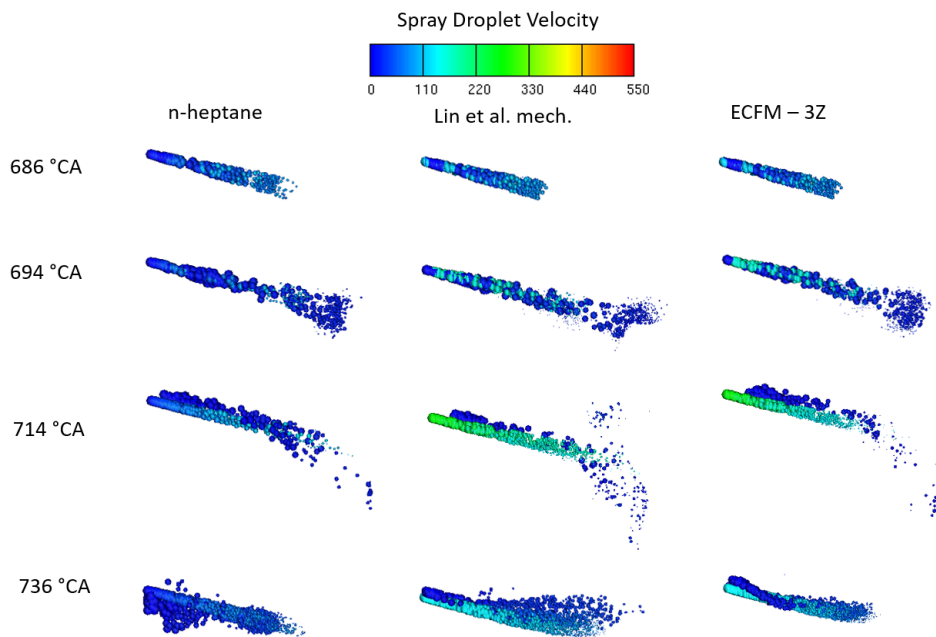 Spray Droplet Velocity
0 110 220 330 440 550
n-heptane Lin et al. mech. ECFM – 3Z
686 °CA
694 °CA
714 °CA
736 °CA